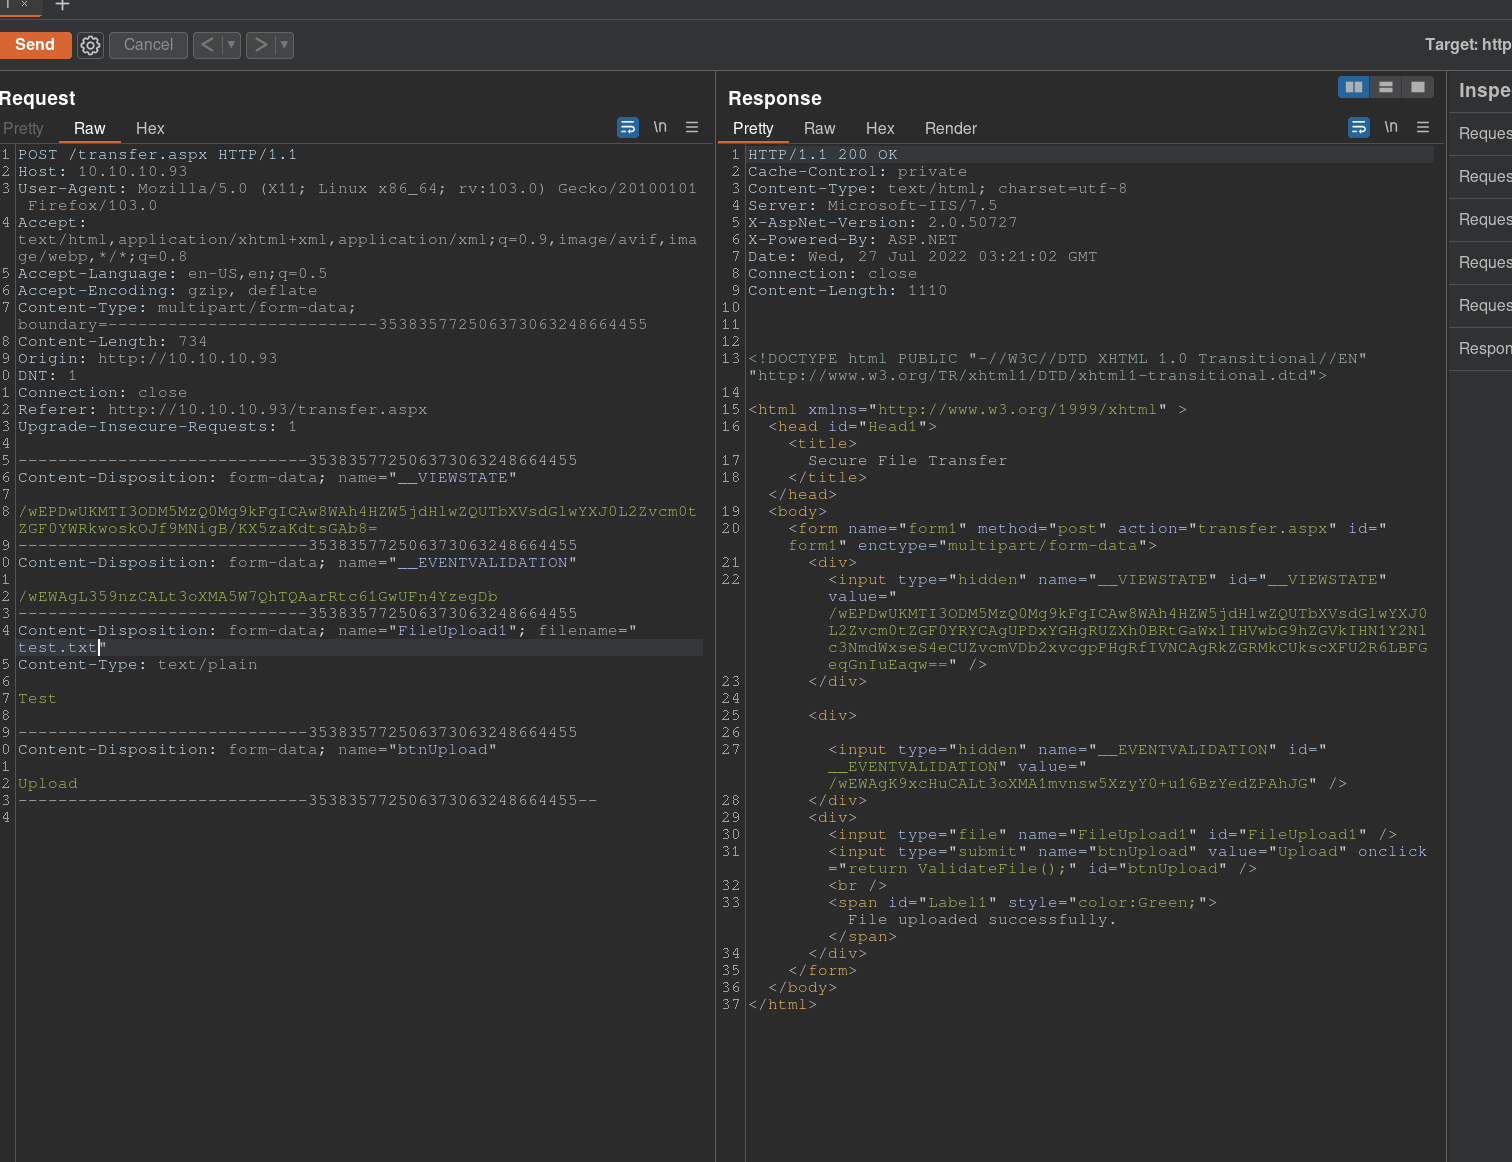 1 × +
Send Cancel < ▼ > ▼ Target: http
Request
Pretty Raw Hex \n
1 POST /transfer.aspx HTTP/1.1
2 Host: 10.10.10.93
3 User-Agent: Mozilla/5.0 (X11; Linux x86_64; rv:103.0) Gecko/20100101
Firefox/103.0
4 Accept:
text/html,application/xhtml+xml,application/xml;q=0.9,image/avif,ima
ge/webp,*/*;q=0.8
5 Accept-Language: en-US,en;q=0.5
6 Accept-Encoding: gzip, deflate
7 Content-Type: multipart/form-data;
boundary=---------------------------353835772506373063248664455
8 Content-Length: 734
9 Origin: http://10.10.10.93
0 DNT: 1
1 Connection: close
2 Referer: http://10.10.10.93/transfer.aspx
3 Upgrade-Insecure-Requests: 1
4
5 -----------------------------353835772506373063248664455
6 Content-Disposition: form-data; name="__VIEWSTATE"
7
8 /wEPDwUKMTI3ODM5MzQ0Mg9kFgICAw8WAh4HZW5jdHlwZQUTbXVsdGlwYXJ0L2Zvcm0t
ZGF0YWRkwoskOJf9MNigB/KX5zaKdtsGAb8=
9 -----------------------------353835772506373063248664455
0 Content-Disposition: form-data; name="__EVENTVALIDATION"
1
2 /wEWAgL359nzCALt3oXMA5W7QhTQAarRtc61GwUFn4YzegDb
3 -----------------------------353835772506373063248664455
4 Content-Disposition: form-data; name="FileUpload1"; filename="
test.txt"
5 Content-Type: text/plain
6
7 Test
8
9 -----------------------------353835772506373063248664455
0 Content-Disposition: form-data; name="btnUpload"
1
2 Upload
3 -----------------------------353835772506373063248664455--
4
Response
Pretty Raw Hex Render \n
1 HTTP/1.1 200 OK
2 Cache-Control: private
3 Content-Type: text/html; charset=utf-8
4 Server: Microsoft-IIS/7.5
5 X-AspNet-Version: 2.0.50727
6 X-Powered-By: ASP.NET
7 Date: Wed, 27 Jul 2022 03:21:02 GMT
8 Connection: close
9 Content-Length: 1110
10
11
12
13 <!DOCTYPE html PUBLIC "-//W3C//DTD XHTML 1.0 Transitional//EN"
"http://www.w3.org/TR/xhtml1/DTD/xhtml1-transitional.dtd">
14
15 <html xmlns="http://www.w3.org/1999/xhtml" >
16 <head id="Head1">
<title>
17 Secure File Transfer
18 </title>
</head>
19 <body>
20 <form name="form1" method="post" action="transfer.aspx" id="
form1" enctype="multipart/form-data">
21 <div>
22 <input type="hidden" name="__VIEWSTATE" id="__VIEWSTATE"
value="
/wEPDwUKMTI3ODM5MzQ0Mg9kFgICAw8WAh4HZW5jdHlwZQUTbXVsdGlwYXJ0
L2Zvcm0tZGF0YRYCAgUPDxYGHgRUZXh0BRtGaWxlIHVwbG9hZGVkIHN1Y2Nl
c3NmdWxseS4eCUZvcmVDb2xvcgpPHgRfIVNCAgRkZGRMkCUkscXFU2R6LBFG
eqGnIuEaqw==" />
23 </div>
24
25 <div>
26
27 <input type="hidden" name="__EVENTVALIDATION" id="
__EVENTVALIDATION" value="
/wEWAgK9xcHuCALt3oXMA1mvnsw5XzyY0+u16BzYedZPAhJG" />
28 </div>
29 <div>
30 <input type="file" name="FileUpload1" id="FileUpload1" />
31 <input type="submit" name="btnUpload" value="Upload" onclick
="return ValidateFile();" id="btnUpload" />
32 <br />
33 <span id="Label1" style="color:Green;">
File uploaded successfully.
</span>
34 </div>
35 </form>
36 </body>
37 </html>
Inspe
Reques
Reques
Reques
Reques
Reques
Respon